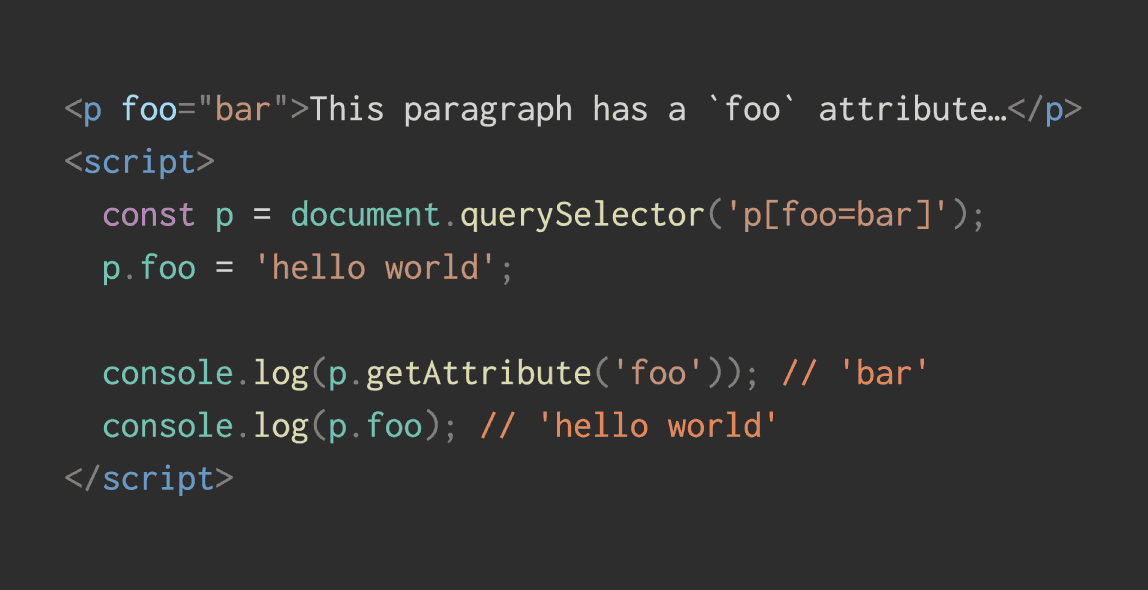 <p foo="bar">This paragraph has a `foo` attribute…</p>
<script>
  const p = document.querySelector('p[foo=bar]');
  p.foo = 'hello world';

  console.log(p.getAttribute('foo')); // 'bar'
  console.log(p.foo); // 'hello world'
</script>